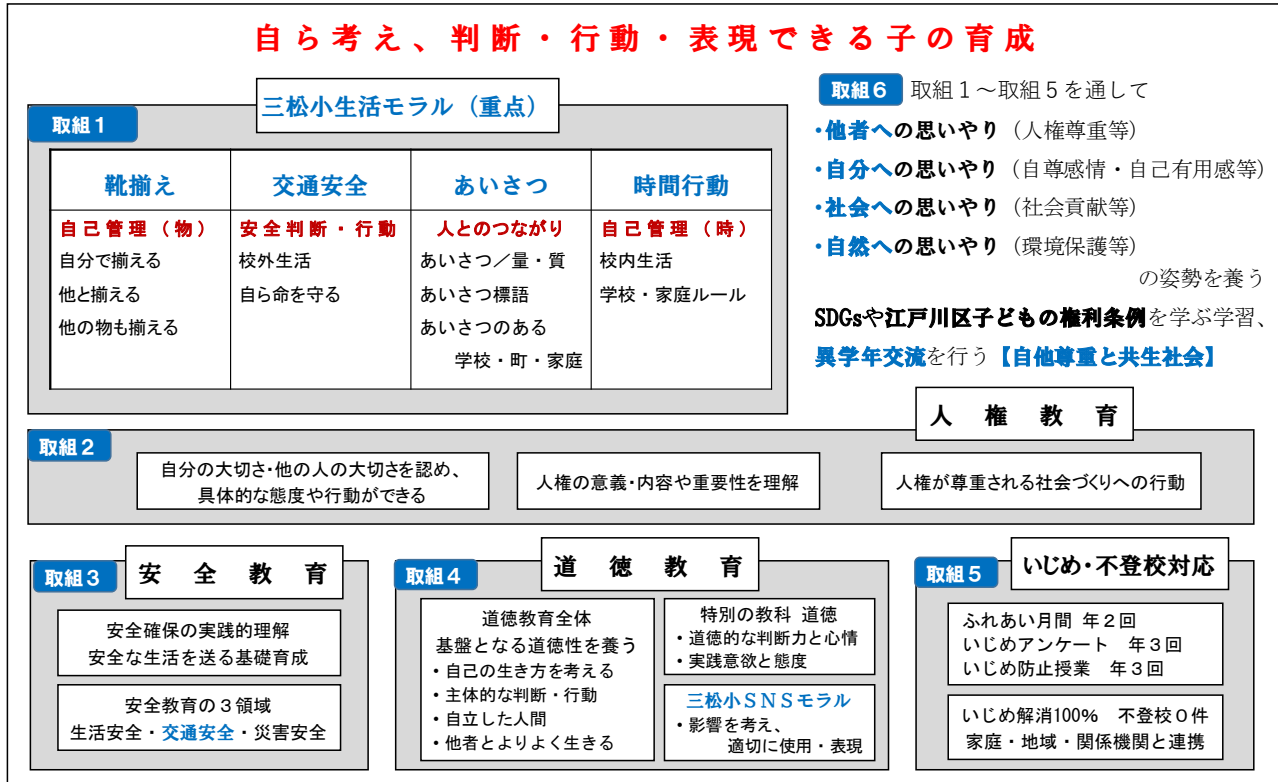 自ら考え、判断・行動・表現できる子の育成
取組１
三松小生活モラル（重点）
靴揃え
自己管理（物）
自分で揃える
他と揃える
他の物も揃える
交通安全
安全判断・行動
校外生活
自ら命を守る
あいさつ
人とのつながり
あいさつ／量・質
あいさつ標語
あいさつのある
学校・町・家庭
時間行動
自己管理（時）
校内生活
学校・家庭ルール
取組６ 取組１～取組５を通して
・他者への思いやり（人権尊重等）
・自分への思いやり（自尊感情・自己有用感等）
・社会への思いやり（社会貢献等）
・自然への思いやり（環境保護等）
の姿勢を養う
SDGsや江戸川区子どもの権利条例を学ぶ学習、
異学年交流を行う【自他尊重と共生社会】
取組２
人権教育
自分の大切さ・他の人の大切さを認め、
具体的な態度や行動ができる
人権の意義・内容や重要性を理解
人権が尊重される社会づくりへの行動
取組３
安全教育
安全確保の実践的理解
安全な生活を送る基礎育成
安全教育の３領域
生活安全・交通安全・災害安全
取組４
道徳教育
道徳教育全体
基盤となる道徳性を養う
・自己の生き方を考える
・主体的な判断・行動
・自立した人間
・他者とよりよく生きる
特別の教科 道徳
・道徳的な判断力と心情
・実践意欲と態度
三松小ＳＮＳモラル
・影響を考え、
適切に使用・表現
取組５
いじめ・不登校対応
ふれあい月間 年２回
いじめアンケート 年３回
いじめ防止授業 年３回
いじめ解消100% 不登校０件
家庭・地域・関係機関と連携